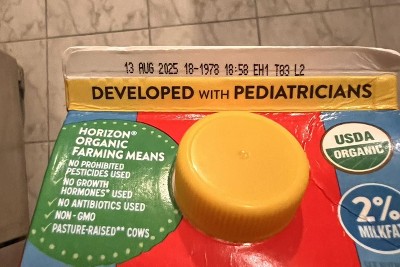 13 AUG 2025 18-1978 18:58 EH1 T83 L2
DEVELOPED WITH PEDIATRICIANS
HORIZON®
ORGANIC
FARMING MEANS
✓ NO PROHIBITED
PESTICIDES USED
✓ NO GROWTH
HORMONES* USED
✓ NO ANTIBIOTICS USED
✓ NON-GMO
✓ PASTURE-RAISED** COWS
USDA
ORGANIC
2%
MILKFA